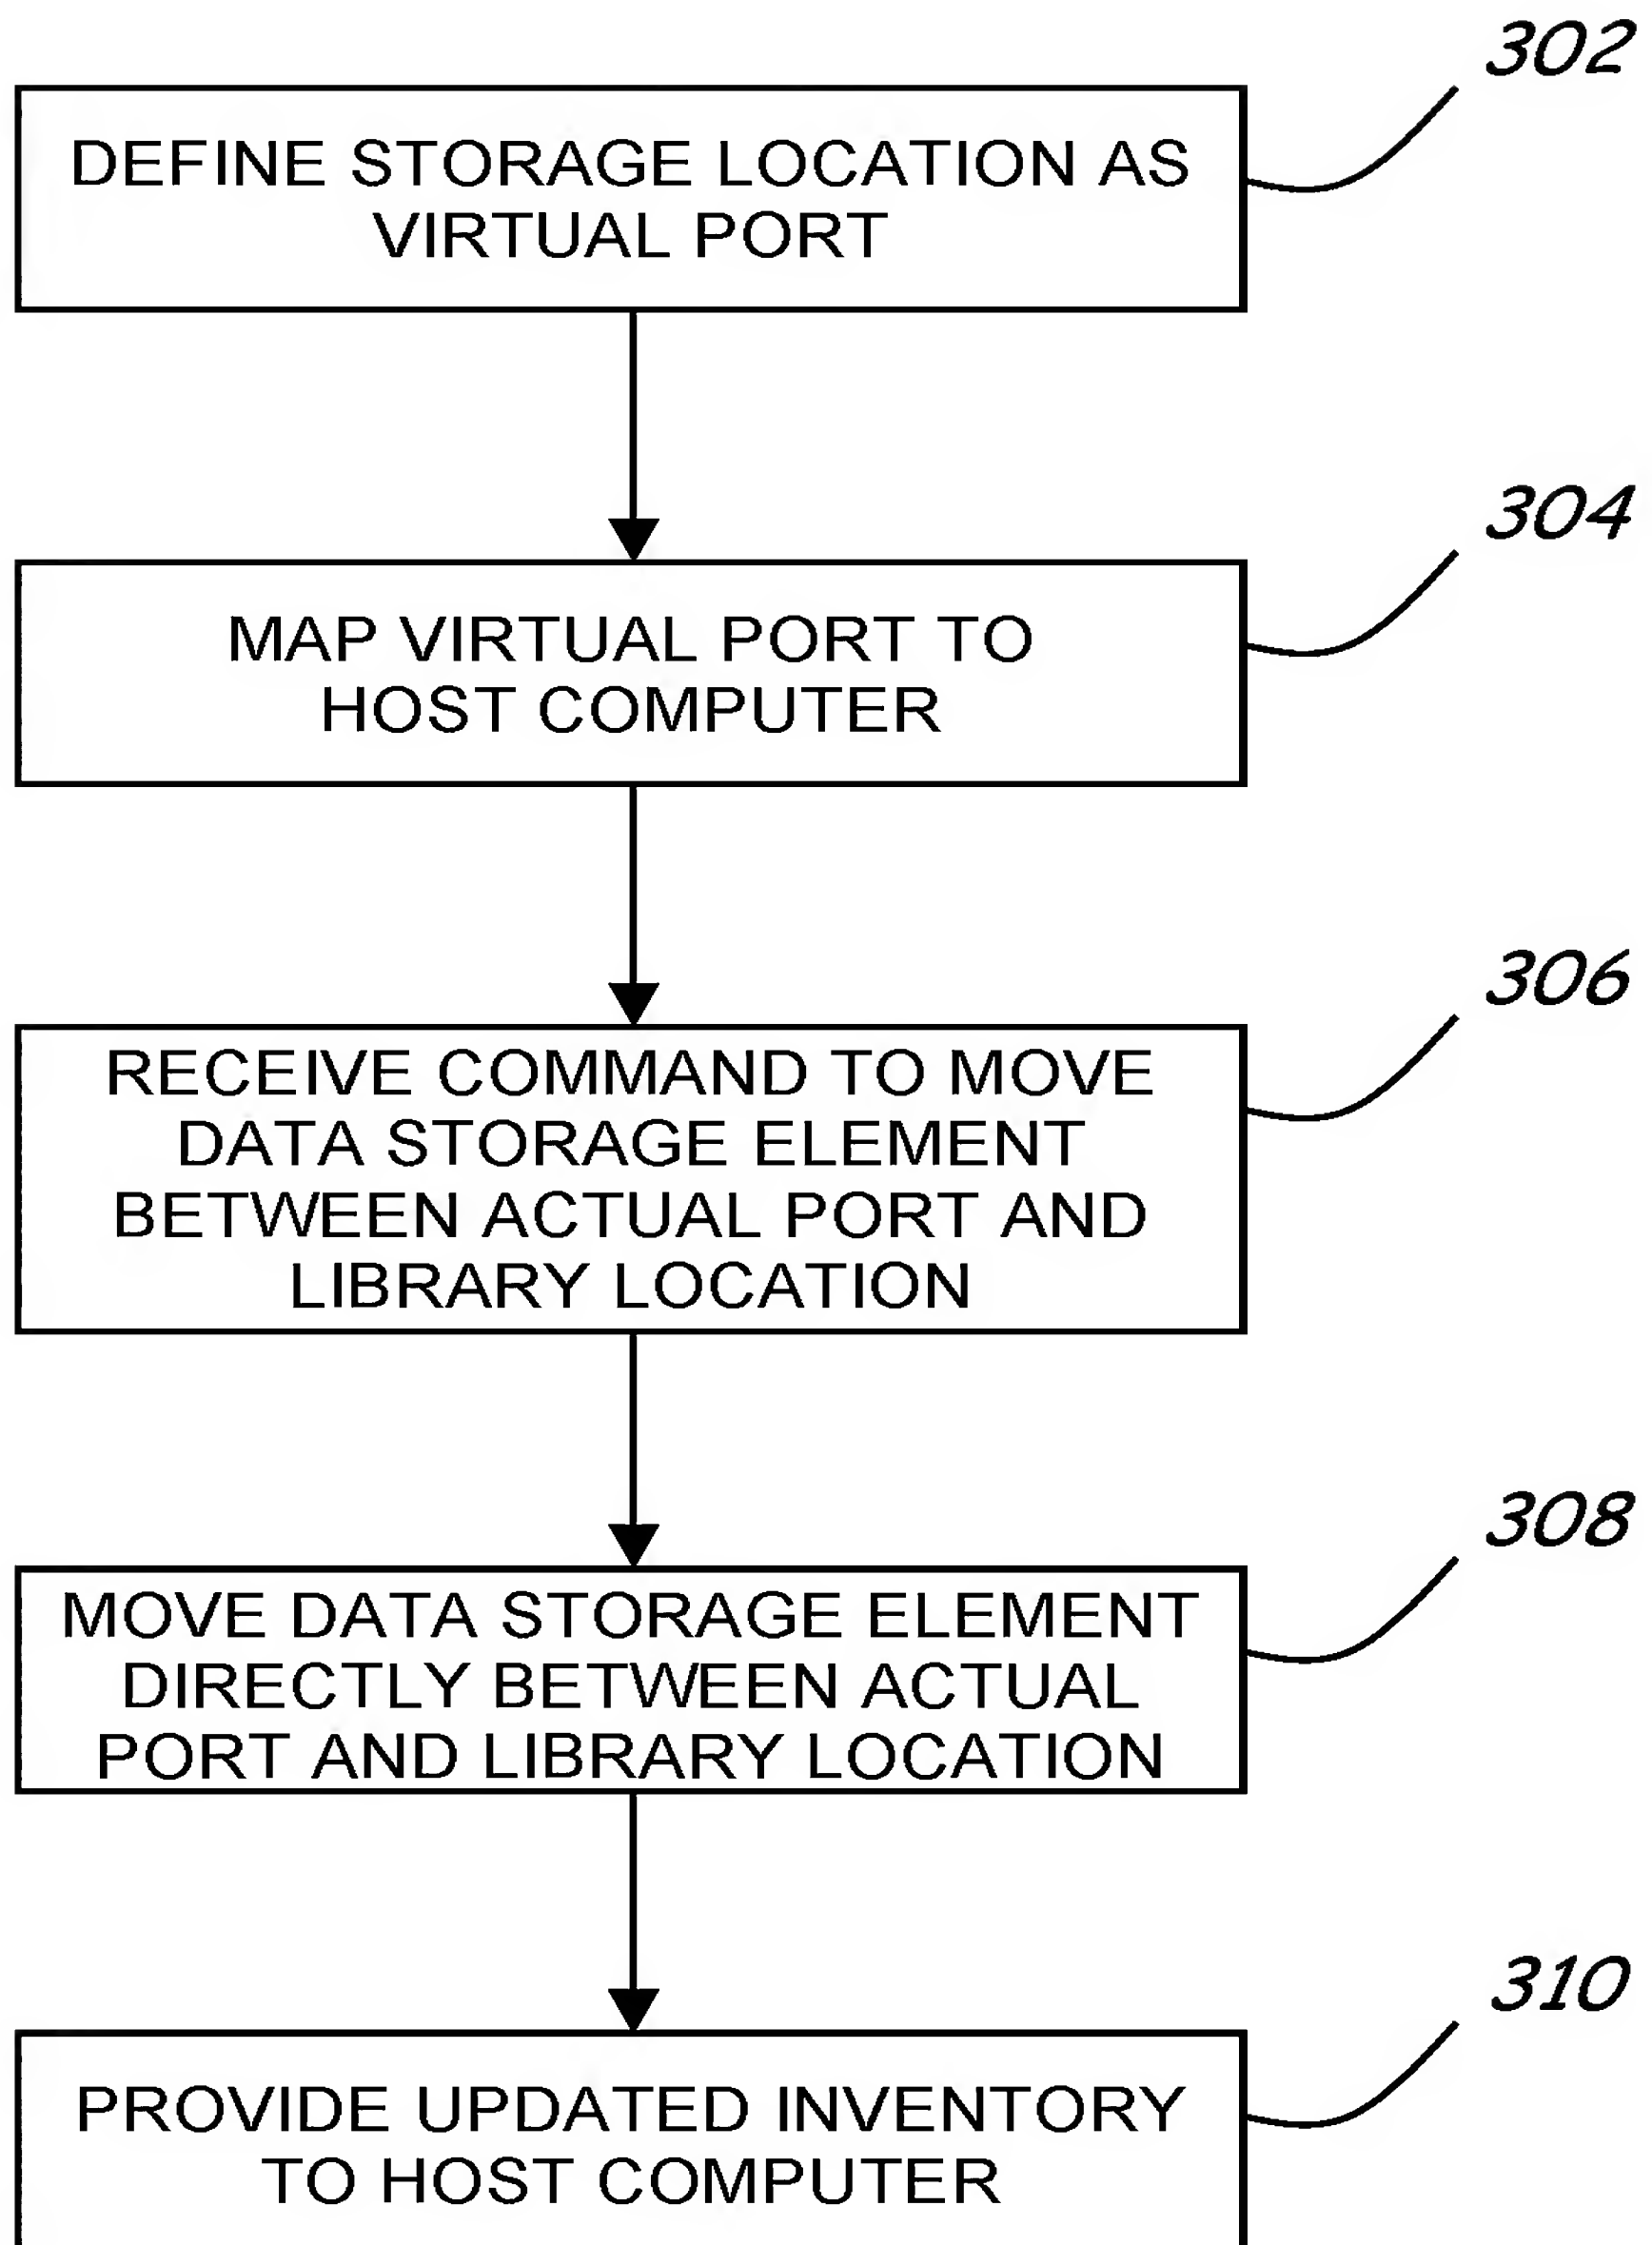 302
DEFINE STORAGE LOCATION AS
VIRTUAL PORT
304
MAP VIRTUAL PORT TO
HOST COMPUTER
306
RECEIVE COMMAND TO MOVE
DATA STORAGE ELEMENT
BETWEEN ACTUAL PORT AND
LIBRARY LOCATION
308
MOVE DATA STORAGE ELEMENT
DIRECTLY BETWEEN ACTUAL
PORT AND LIBRARY LOCATION
310
PROVIDE UPDATED INVENTORY
TO HOST COMPUTER